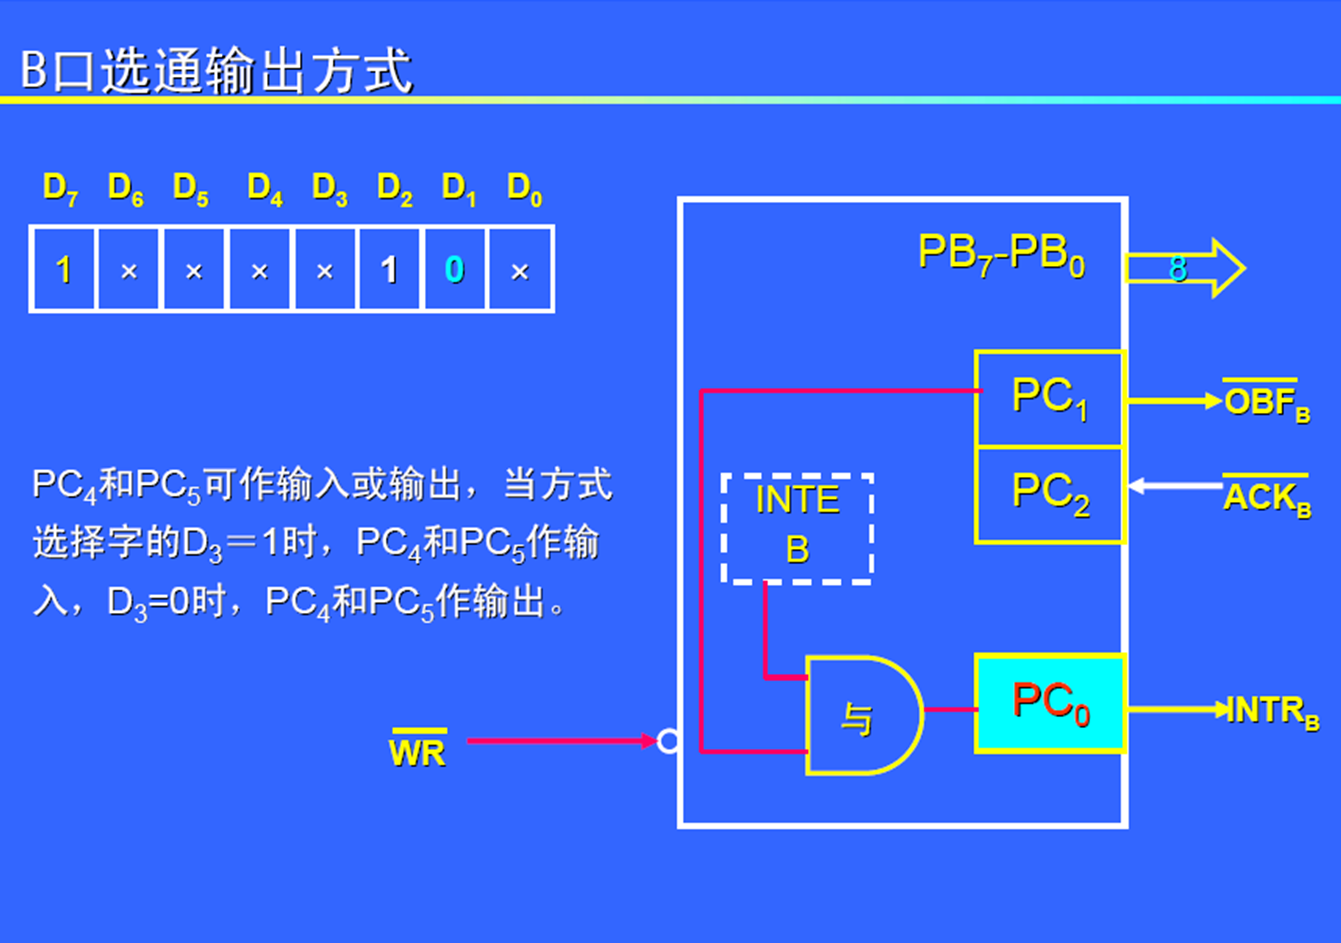 B口选通输出方式
D7 D6 D5 D4 D3 D2 D1 D0
1 × × × × 1 0 ×
PB7-PB0
8
PC1
OBFB
PC2
ACKB
INTE
B
PC4和PC5可作输入或输出，当方式
选择字的D3＝1时，PC4和PC5作输
入，D3=0时，PC4和PC5作输出。
与
PC0
INTRB
WR